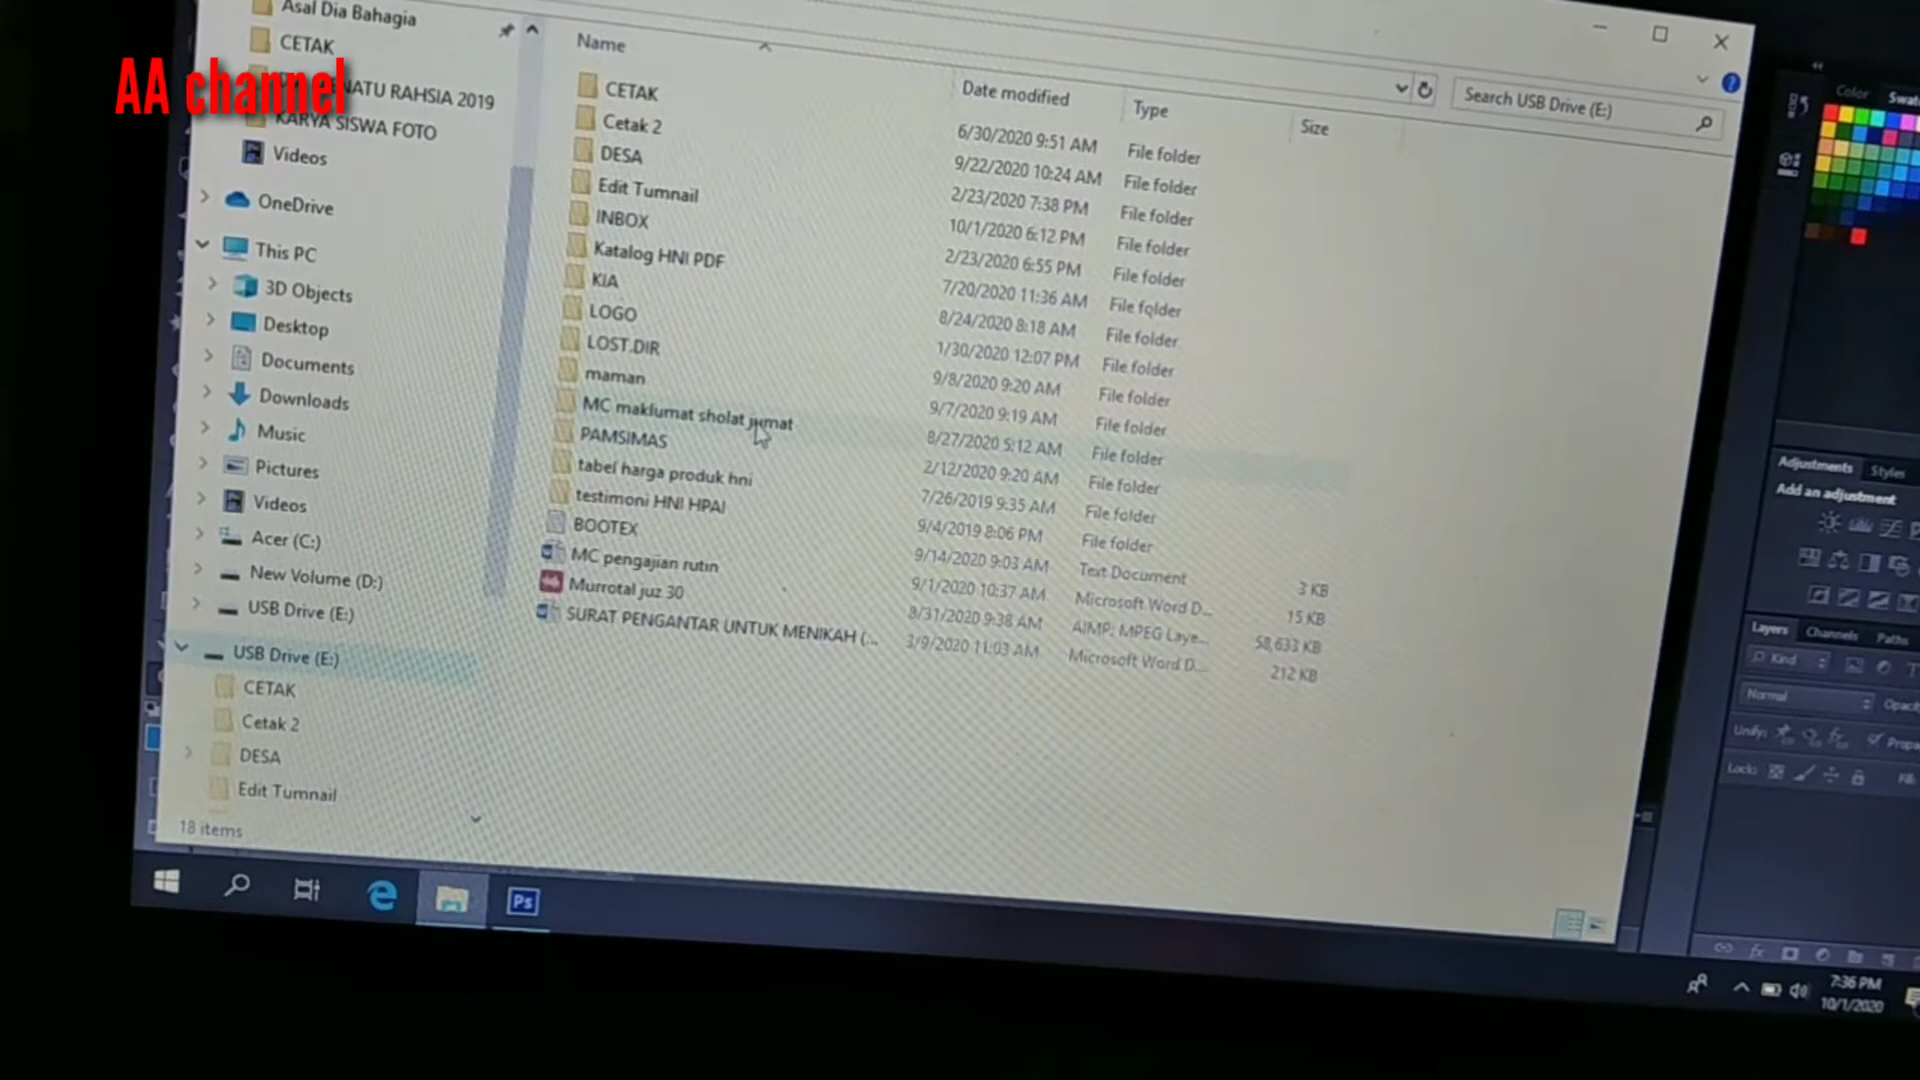 AA channel
Asal Dia Bahagia
CETAK
NATU RAHSIA 2019
KARYA SISWA FOTO
Videos
OneDrive
This PC
3D Objects
Desktop
Documents
Downloads
Music
Pictures
Videos
Acer (C:)
New Volume (D:)
USB Drive (E:)
USB Drive (E:)
CETAK
Cetak 2
DESA
Edit Tumnail
18 items
Search USB Drive (E:)
Name Date modified Type Size
CETAK 6/30/2020 9:51 AM File folder
Cetak 2 9/22/2020 10:24 AM File folder
DESA 2/23/2020 7:38 PM File folder
Edit Tumnail 10/1/2020 6:12 PM File folder
INBOX 2/23/2020 6:55 PM File folder
Katalog HNI PDF 7/20/2020 11:36 AM File folder
KIA 8/24/2020 8:18 AM File folder
LOGO 1/30/2020 12:07 PM File folder
LOST.DIR 9/8/2020 9:20 AM File folder
maman 9/7/2020 9:19 AM File folder
MC maklumat sholat jumat 8/27/2020 5:12 AM File folder
PAMSIMAS 2/12/2020 9:20 AM File folder
tabel harga produk hni 7/26/2019 9:35 AM File folder
testimoni HNI HPAI 9/4/2019 8:06 PM File folder
BOOTEX 9/14/2020 9:03 AM Text Document 3 KB
MC pengajian rutin 9/1/2020 10:37 AM Microsoft Word D... 15 KB
Murrotal juz 30 8/31/2020 9:38 AM AIMP: MPEG Laye... 58,633 KB
SURAT PENGANTAR UNTUK MENIKAH (... 3/9/2020 11:03 AM Microsoft Word D... 212 KB
Color Swat
Adjustments Styles
Add an adjustment
Layers Channels Paths
Kind
Normal Opaci
Unify: Propa
Lock: Fill:
fx
Ps
7:36 PM
10/1/2020